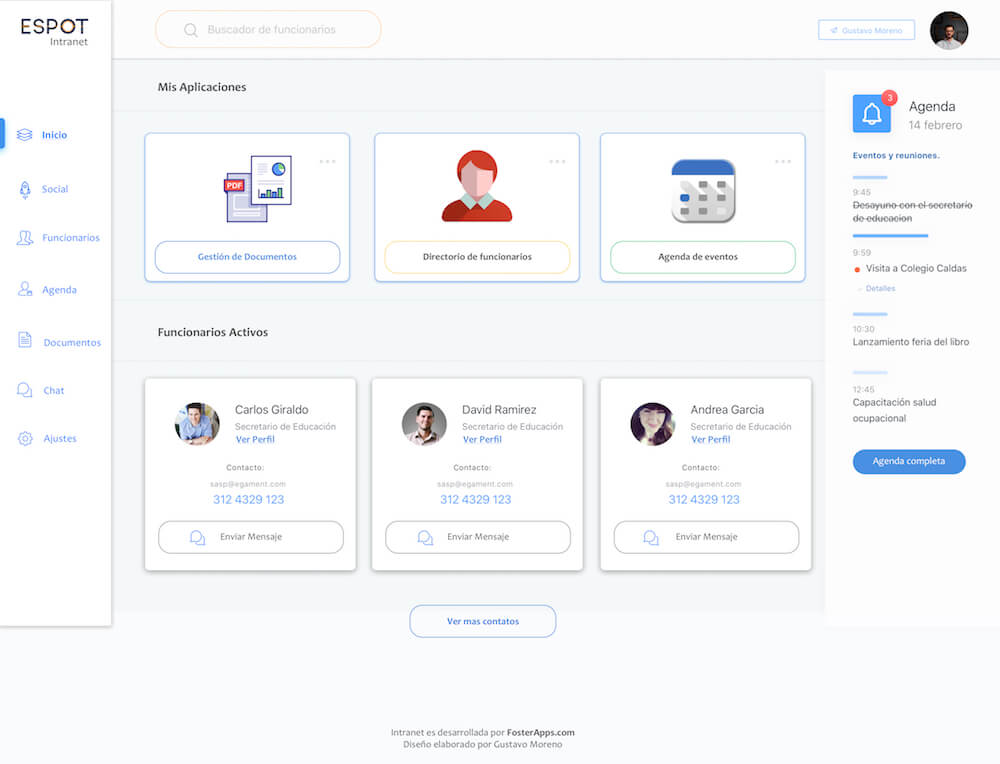 ESPOT
Intranet
Buscador de funcionarios
Gustavo Moreno
Inicio
Social
Funcionarios
Agenda
Documentos
Chat
Ajustes
Mis Aplicaciones
PDF
Gestión de Documentos
Directorio de funcionarios
Agenda de eventos
Funcionarios Activos
Carlos Giraldo
Secretario de Educación
Ver Perfil
Contacto:
sasp@egament.com
312 4329 123
Enviar Mensaje
David Ramirez
Secretario de Educación
Ver Perfil
Contacto:
sasp@egament.com
312 4329 123
Enviar Mensaje
Andrea Garcia
Secretario de Educación
Ver Perfil
Contacto:
sasp@egament.com
312 4329 123
Enviar Mensaje
Ver mas contatos
3
Agenda
14 febrero
Eventos y reuniones.
9:45
Desayuno con el secretario
de educacion
9:59
Visita a Colegio Caldas
Detalles
10:30
Lanzamiento feria del libro
12:45
Capacitación salud
ocupacional
Agenda completa
Intranet es desarrollada por FosterApps.com
Diseño elaborado por Gustavo Moreno